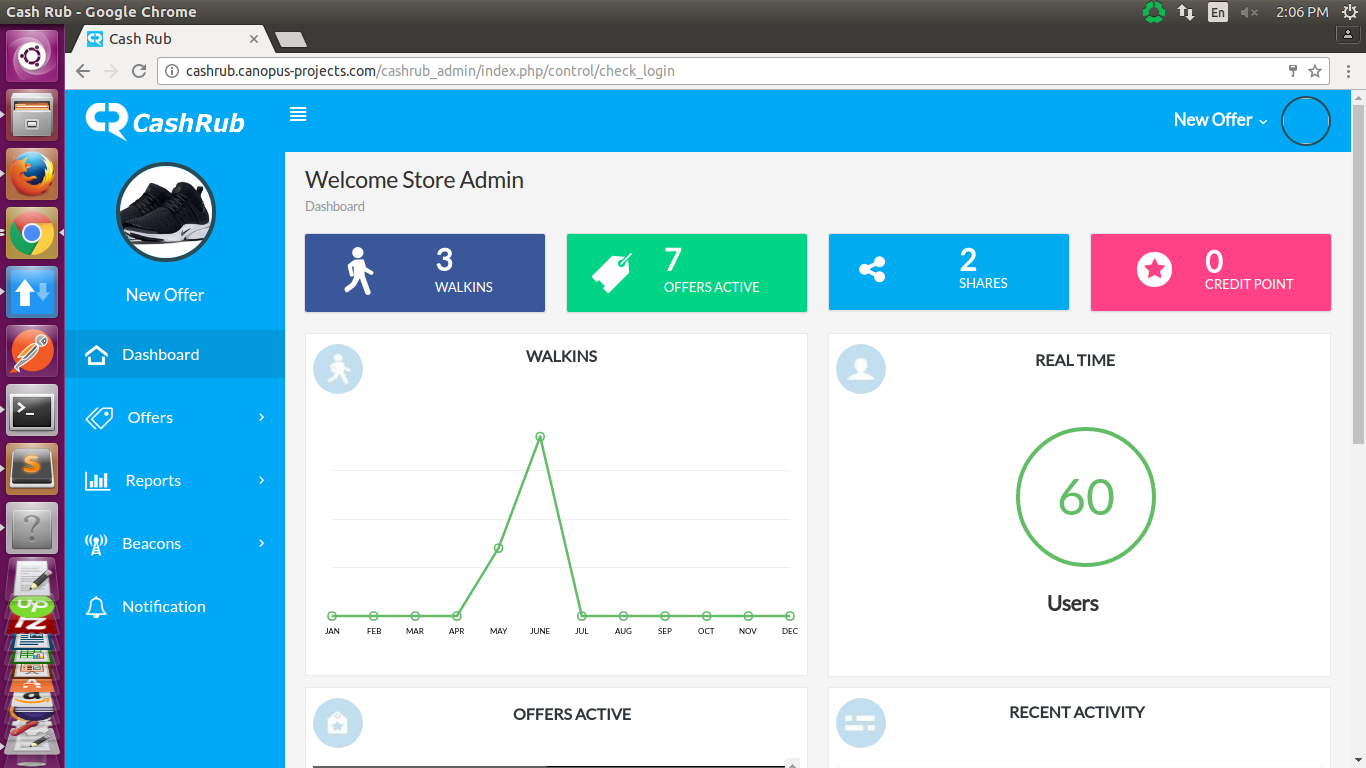 Cash Rub - Google Chrome
En
2:06 PM
Cash Rub
cashrub.canopus-projects.com/cashrub_admin/index.php/control/check_login
CashRub
New Offer
New Offer
Dashboard
Offers
Reports
Beacons
Notification
Welcome Store Admin
Dashboard
3
WALKINS
7
OFFERS ACTIVE
2
SHARES
0
CREDIT POINT
WALKINS
JAN FEB MAR APR MAY JUNE JUL AUG SEP OCT NOV DEC
REAL TIME
60
Users
OFFERS ACTIVE
RECENT ACTIVITY